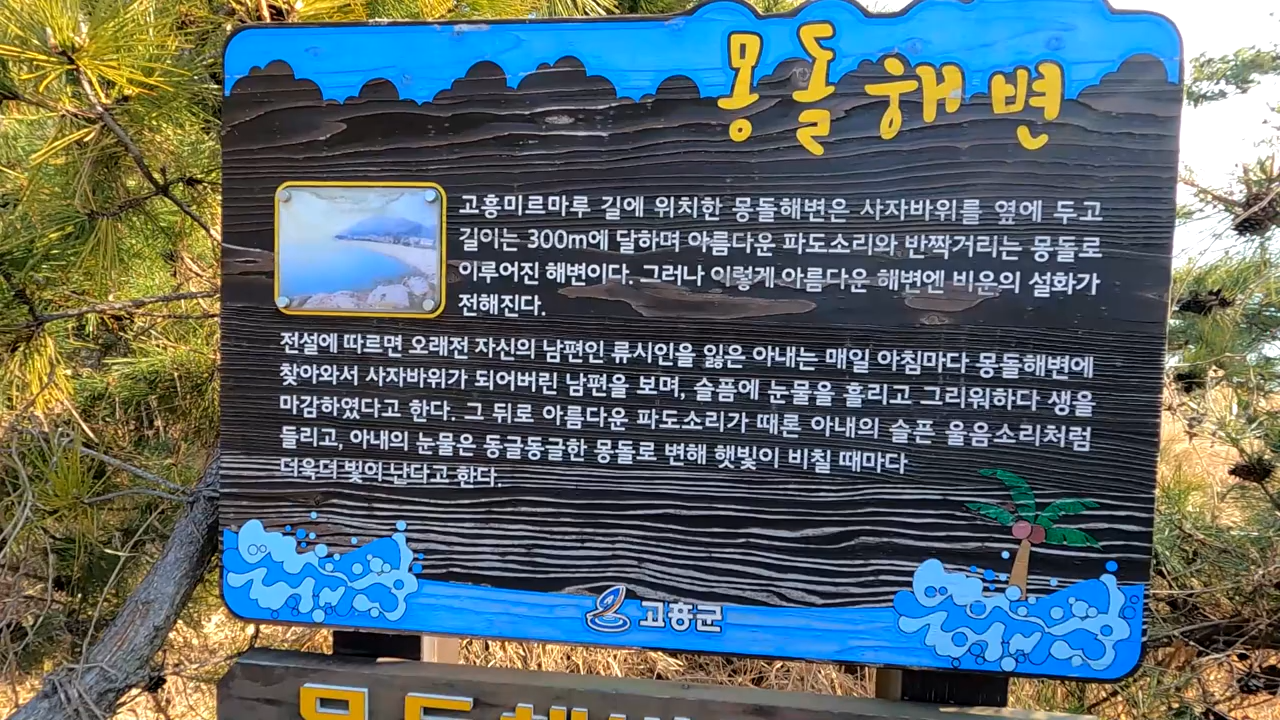 몽돌해변
고흥미르마루 길에 위치한 몽돌해변은 사자바위를 옆에 두고
길이는 300m에 달하며 아름다운 파도소리와 반짝거리는 몽돌로
이루어진 해변이다. 그러나 이렇게 아름다운 해변엔 비운의 설화가
전해진다.
전설에 따르면 오래전 자신의 남편인 류시인을 잃은 아내는 매일 아침마다 몽돌해변에
찾아와서 사자바위가 되어버린 남편을 보며, 슬픔에 눈물을 흘리고 그리워하다 생을
마감하였다고 한다. 그 뒤로 아름다운 파도소리가 때론 아내의 슬픈 울음소리처럼
들리고, 아내의 눈물은 동글동글한 몽돌로 변해 햇빛이 비칠 때마다
더욱더 빛이 난다고 한다.
고흥군